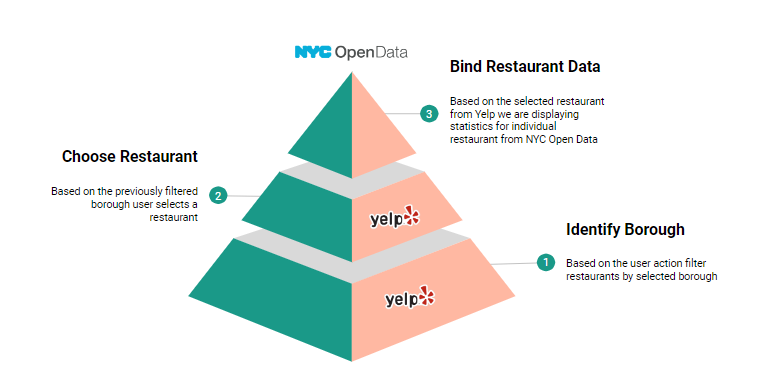 NYC OpenData
Bind Restaurant Data
Based on the selected restaurant
from Yelp we are displaying
statistics for individual
restaurant from NYC Open Data
3
Choose Restaurant
Based on the previously filtered
borough user selects a
restaurant
2
yelp
Identify Borough
Based on the user action filter
restaurants by selected borough
1
yelp